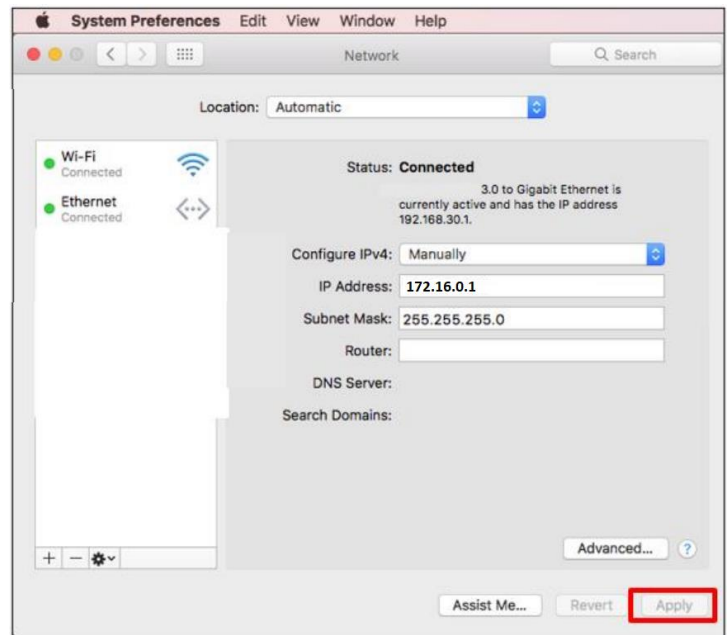 System Preferences Edit View Window Help
Network
Search
Location: Automatic
Wi-Fi
Connected
Ethernet
Connected
Status: Connected
3.0 to Gigabit Ethernet is
currently active and has the IP address
192.168.30.1.
Configure IPv4: Manually
IP Address: 172.16.0.1
Subnet Mask: 255.255.255.0
Router:
DNS Server:
Search Domains:
Advanced... ?
Assist Me... Revert Apply